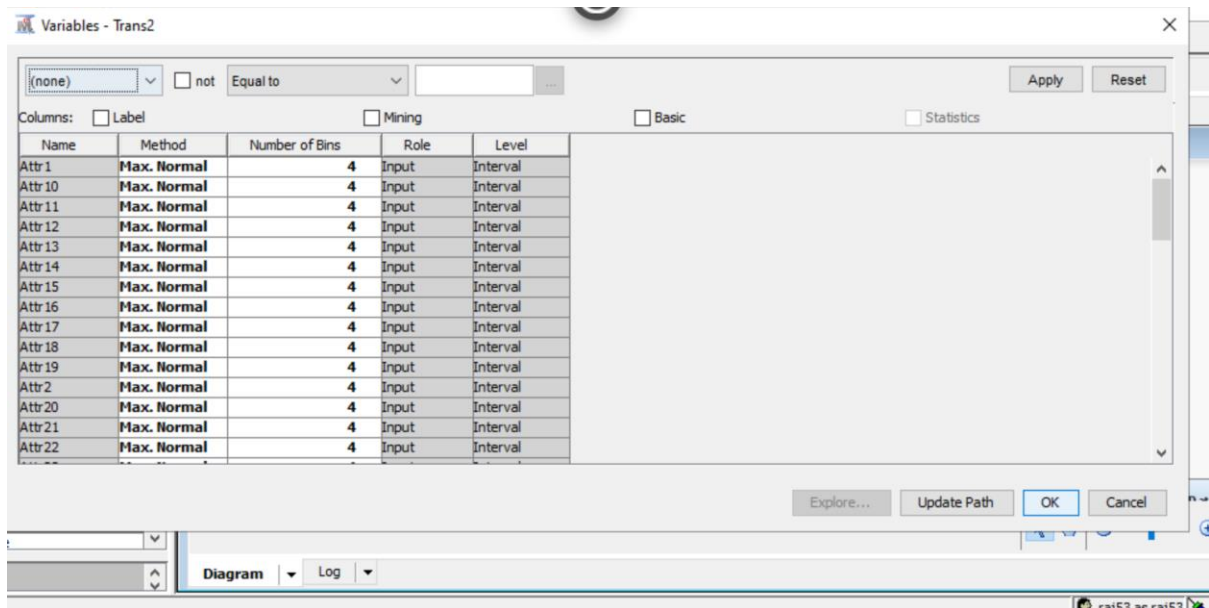 Variables - Trans2
(none) not Equal to ... Apply Reset
Columns: Label Mining Basic Statistics
Name Method Number of Bins Role Level
Attr1 Max. Normal 4 Input Interval
Attr10 Max. Normal 4 Input Interval
Attr11 Max. Normal 4 Input Interval
Attr12 Max. Normal 4 Input Interval
Attr13 Max. Normal 4 Input Interval
Attr14 Max. Normal 4 Input Interval
Attr15 Max. Normal 4 Input Interval
Attr16 Max. Normal 4 Input Interval
Attr17 Max. Normal 4 Input Interval
Attr18 Max. Normal 4 Input Interval
Attr19 Max. Normal 4 Input Interval
Attr2 Max. Normal 4 Input Interval
Attr20 Max. Normal 4 Input Interval
Attr21 Max. Normal 4 Input Interval
Attr22 Max. Normal 4 Input Interval
Explore... Update Path OK Cancel
Diagram Log